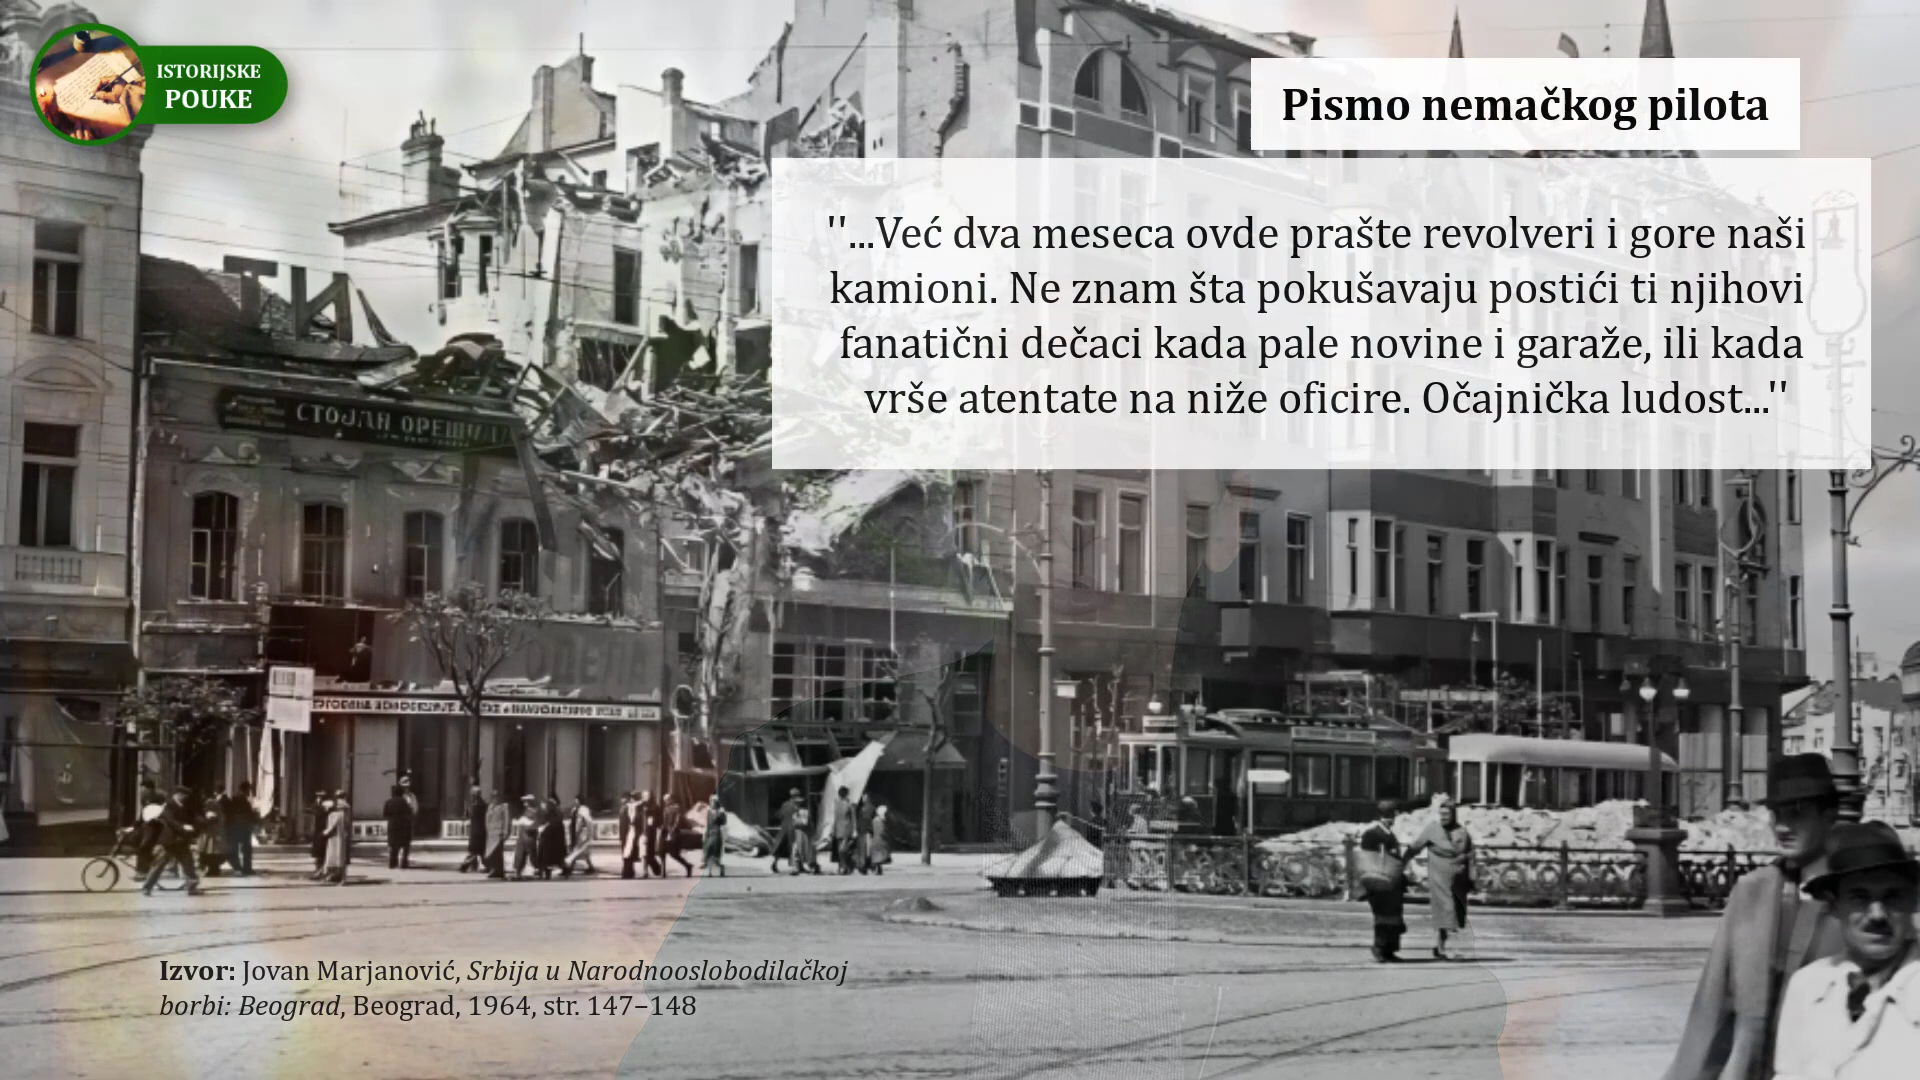 ISTORIJSKE
POUKE
Pismo nemačkog pilota
"...Već dva meseca ovde prašte revolveri i gore naši
kamioni. Ne znam šta pokušavaju postići ti njihovi
fanatični dečaci kada pale novine i garaže, ili kada
vrše atentate na niže oficire. Očajnička ludost..."
ТИ
СТОЈАН
Izvor: Jovan Marjanović, Srbija u Narodnooslobodilačkoj
borbi: Beograd, Beograd, 1964, str. 147–148